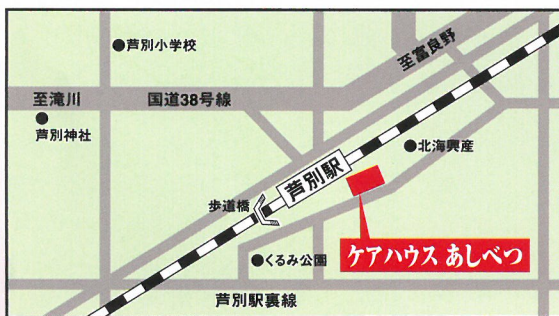 芦別小学校
至富良野
至滝川
国道38号線
芦別神社
北海興産
芦別駅
歩道橋
くるみ公園
ケアハウス あしべつ
芦別駅裏線